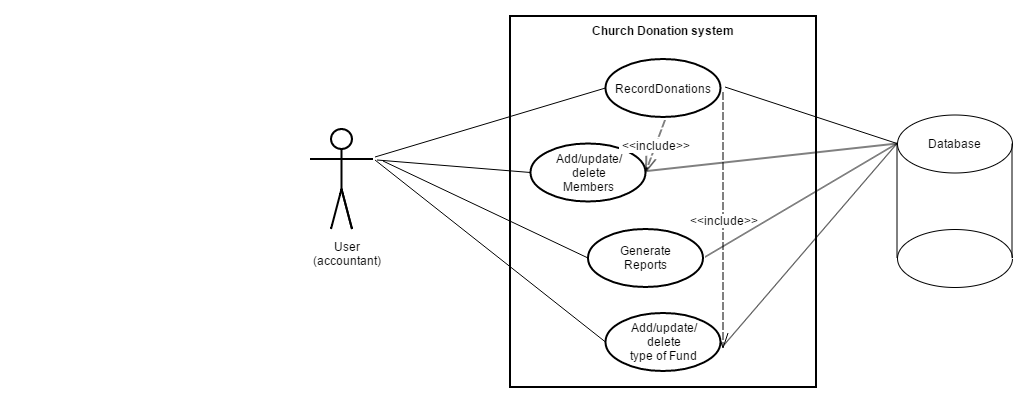 Church Donation system
RecordDonations
<<include>>
Add/update/
delete
Members
Database
<<include>>
User
(accountant)
Generate
Reports
Add/update/
delete
type of Fund